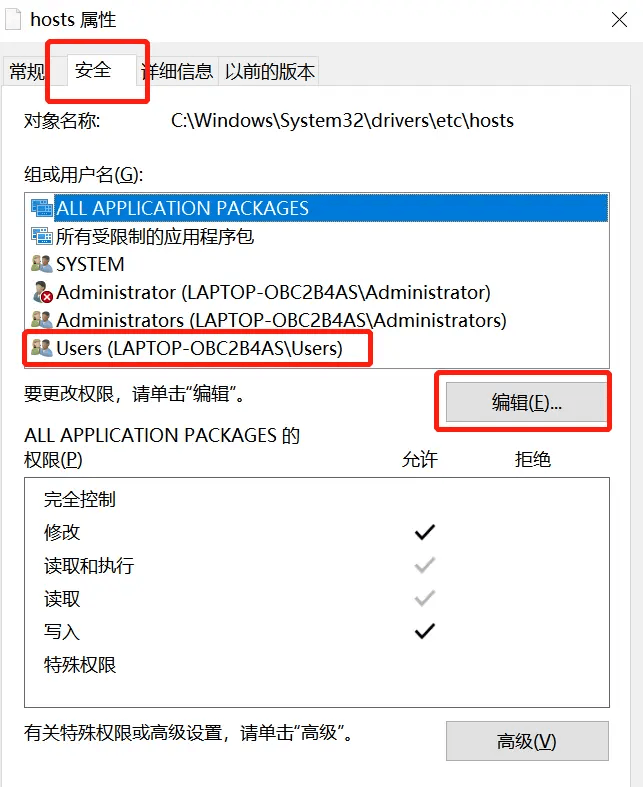 hosts 属性
常规
安全
详细信息
以前的版本
对象名称: C:\Windows\System32\drivers\etc\hosts
组或用户名(G):
ALL APPLICATION PACKAGES
所有受限制的应用程序包
SYSTEM
Administrator (LAPTOP-OBC2B4AS\Administrator)
Administrators (LAPTOP-OBC2B4AS\Administrators)
Users (LAPTOP-OBC2B4AS\Users)
要更改权限，请单击“编辑”。
编辑(E)...
ALL APPLICATION PACKAGES 的
权限(P) 允许 拒绝
完全控制
修改
读取和执行
读取
写入
特殊权限
有关特殊权限或高级设置，请单击“高级”。
高级(V)